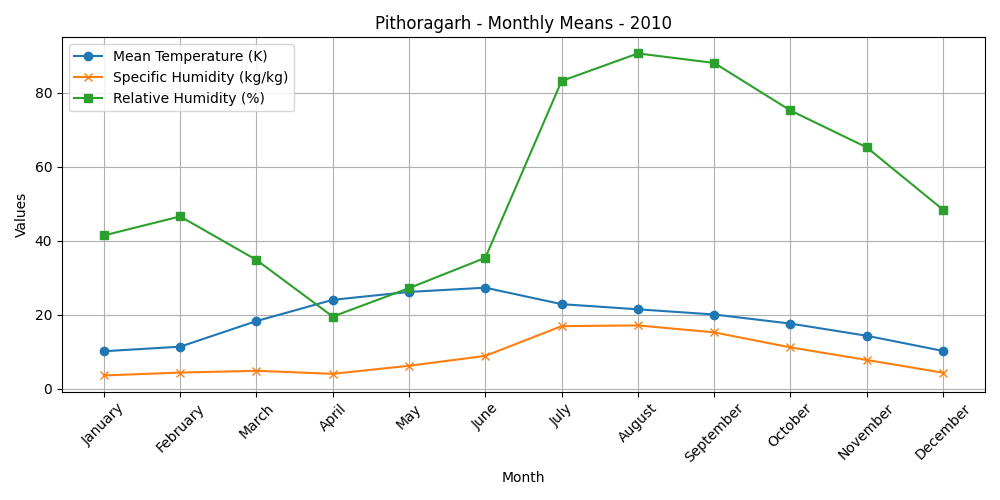 Pithoragarh - Monthly Means - 2010
Mean Temperature (K)
Specific Humidity (kg/kg)
Relative Humidity (%)
Values
80
60
40
20
0
January
February
March
April
May
June
July
August
September
October
November
December
Month